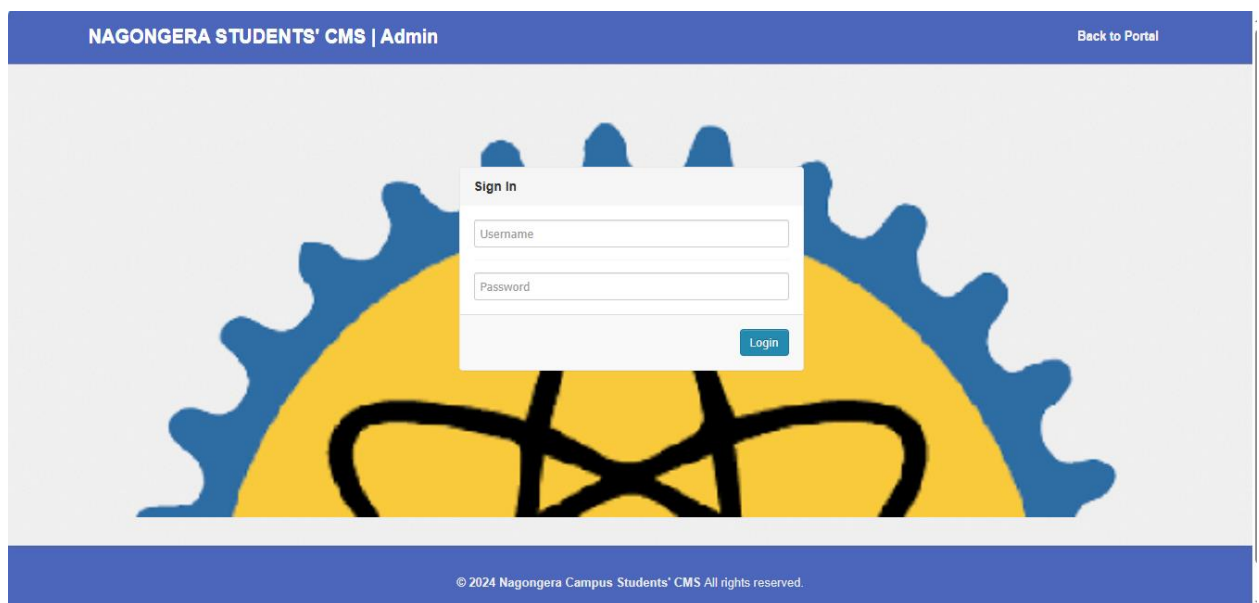 NAGONGERA STUDENTS' CMS | Admin
Back to Portal
Sign In
Username
Password
Login
© 2024 Nagongera Campus Students' CMS All rights reserved.